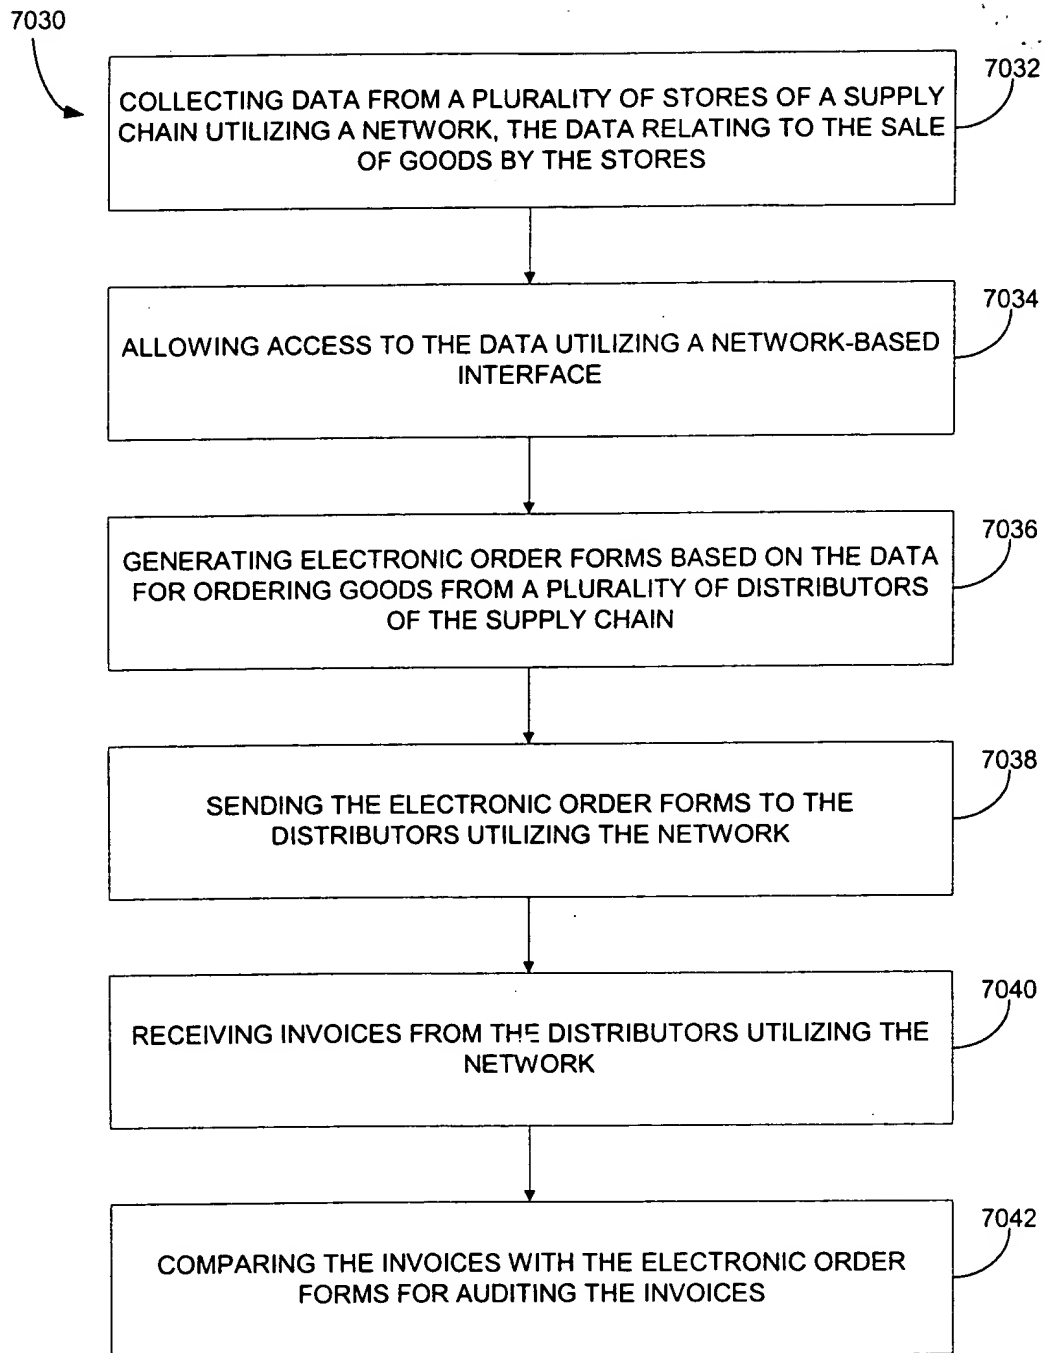 7030
7032
COLLECTING DATA FROM A PLURALITY OF STORES OF A SUPPLY
CHAIN UTILIZING A NETWORK, THE DATA RELATING TO THE SALE
OF GOODS BY THE STORES
7034
ALLOWING ACCESS TO THE DATA UTILIZING A NETWORK-BASED
INTERFACE
7036
GENERATING ELECTRONIC ORDER FORMS BASED ON THE DATA
FOR ORDERING GOODS FROM A PLURALITY OF DISTRIBUTORS
OF THE SUPPLY CHAIN
7038
SENDING THE ELECTRONIC ORDER FORMS TO THE
DISTRIBUTORS UTILIZING THE NETWORK
7040
RECEIVING INVOICES FROM THE DISTRIBUTORS UTILIZING THE
NETWORK
7042
COMPARING THE INVOICES WITH THE ELECTRONIC ORDER
FORMS FOR AUDITING THE INVOICES